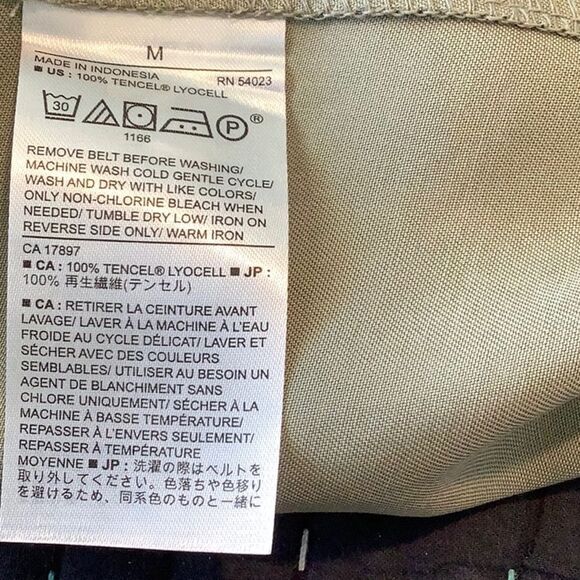 M
MADE IN INDONESIA
■ US : 100% TENCEL® LYOCELL RN 54023
30 P ®
1166
REMOVE BELT BEFORE WASHING/
MACHINE WASH COLD GENTLE CYCLE/
WASH AND DRY WITH LIKE COLORS/
ONLY NON-CHLORINE BLEACH WHEN
NEEDED/ TUMBLE DRY LOW/ IRON ON
REVERSE SIDE ONLY/ WARM IRON
CA 17897
■ CA : 100% TENCEL® LYOCELL ■ JP :
100% 再生繊維(テンセル)
■ CA : RETIRER LA CEINTURE AVANT
LAVAGE/ LAVER À LA MACHINE À L'EAU
FROIDE AU CYCLE DÉLICAT/ LAVER ET
SÉCHER AVEC DES COULEURS
SEMBLABLES/ UTILISER AU BESOIN UN
AGENT DE BLANCHIMENT SANS
CHLORE UNIQUEMENT/ SÉCHER À LA
MACHINE À BASSE TEMPÉRATURE/
REPASSER À L'ENVERS SEULEMENT/
REPASSER À TEMPÉRATURE
MOYENNE ■ JP : 洗濯の際はベルトを
取り外してください。色落ちや色移り
を避けるため、同系色のものと一緒に